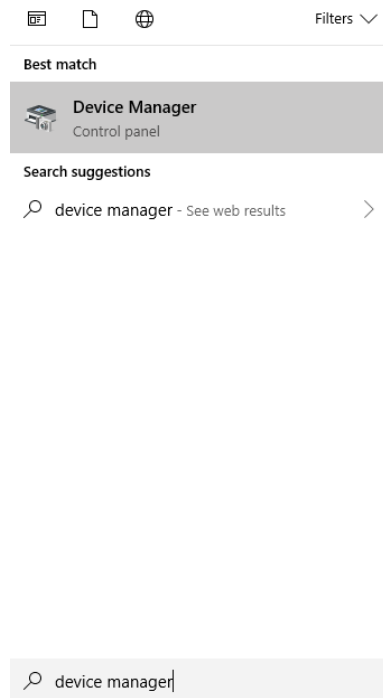 Filters
Best match
Device Manager
Control panel
Search suggestions
device manager - See web results
device manager